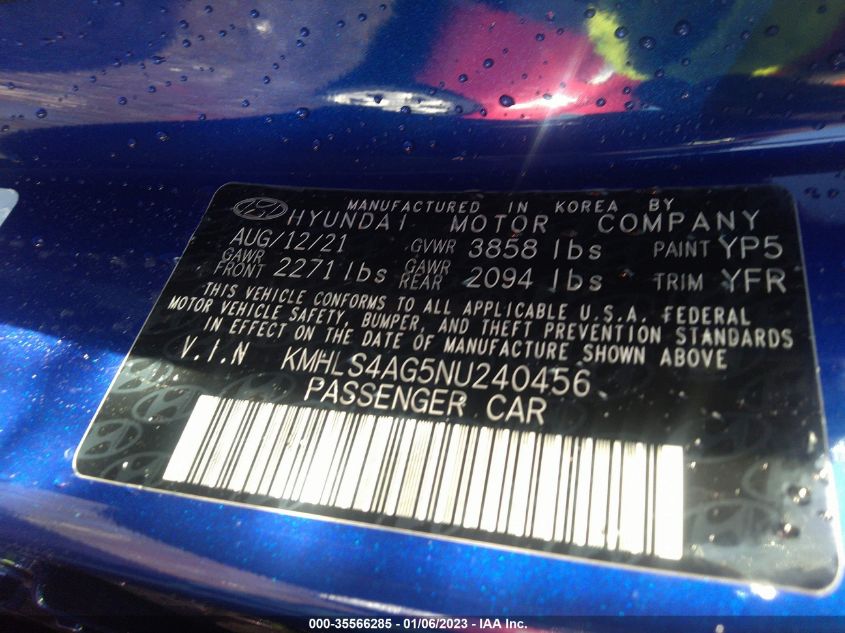 MANUFACTURED IN KOREA BY
HYUNDAI MOTOR COMPANY
AUG/12/21 GVWR 3858 lbs PAINT YP5
GAWR FRONT 2271 lbs GAWR REAR 2094 lbs TRIM YFR
THIS VEHICLE CONFORMS TO ALL APPLICABLE U.S.A. FEDERAL
MOTOR VEHICLE SAFETY, BUMPER, AND THEFT PREVENTION STANDARDS
IN EFFECT ON THE DATE OF MANUFACTURE SHOWN ABOVE
V.I.N KMHLS4AG5NU240456
PASSENGER CAR
000-35566285 - 01/06/2023 - IAA Inc.